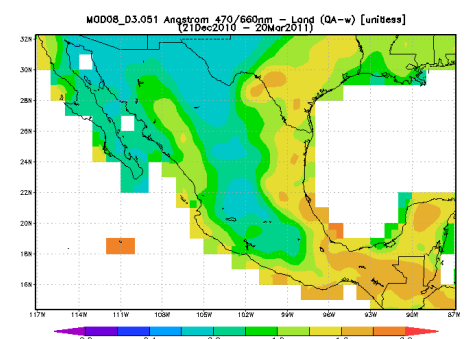 MOD08_D3.051 Angstrom 470/660nm – Land (QA–w) [unitless]
(21Dec2010 – 20Mar2011)
32N
30N
28N
26N
24N
22N
20N
18N
16N
117W 114W 111W 108W 105W 102W 99W 96W 93W 90W 87W